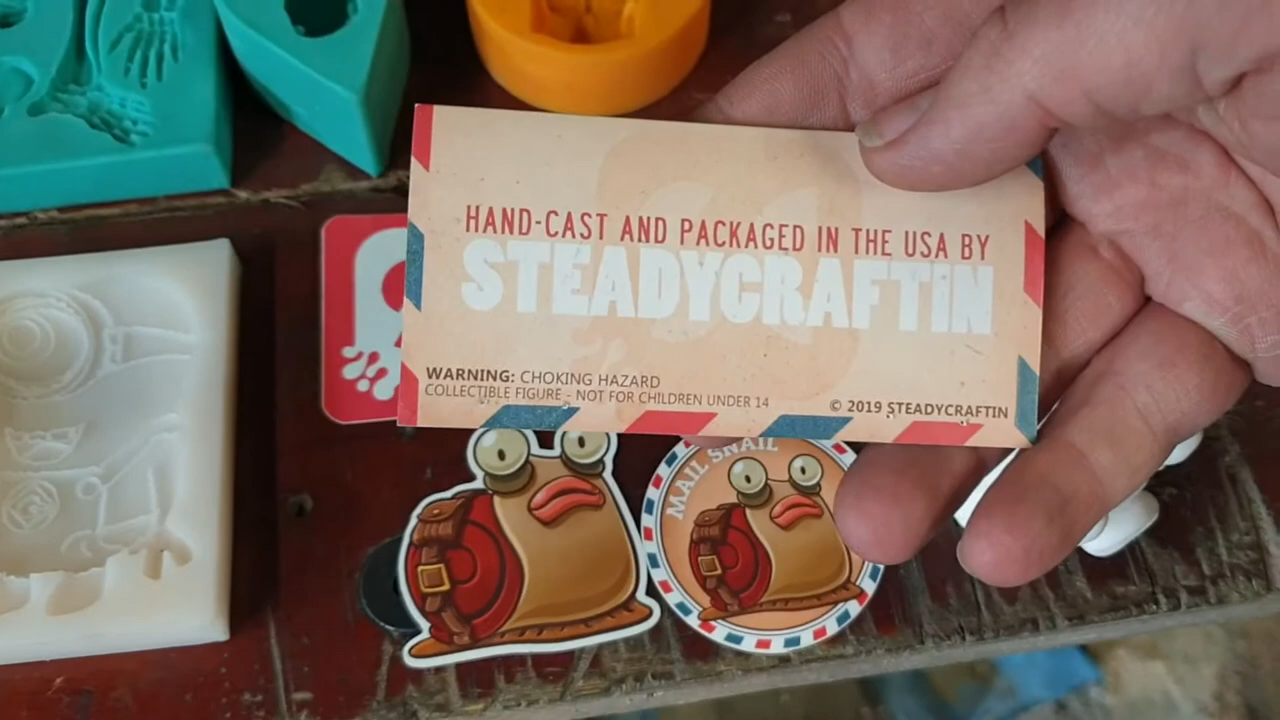 HAND-CAST AND PACKAGED IN THE USA BY
STEADYCRAFTIN
WARNING: CHOKING HAZARD
COLLECTIBLE FIGURE - NOT FOR CHILDREN UNDER 14
© 2019 STEADYCRAFTIN
MAIL SNAIL